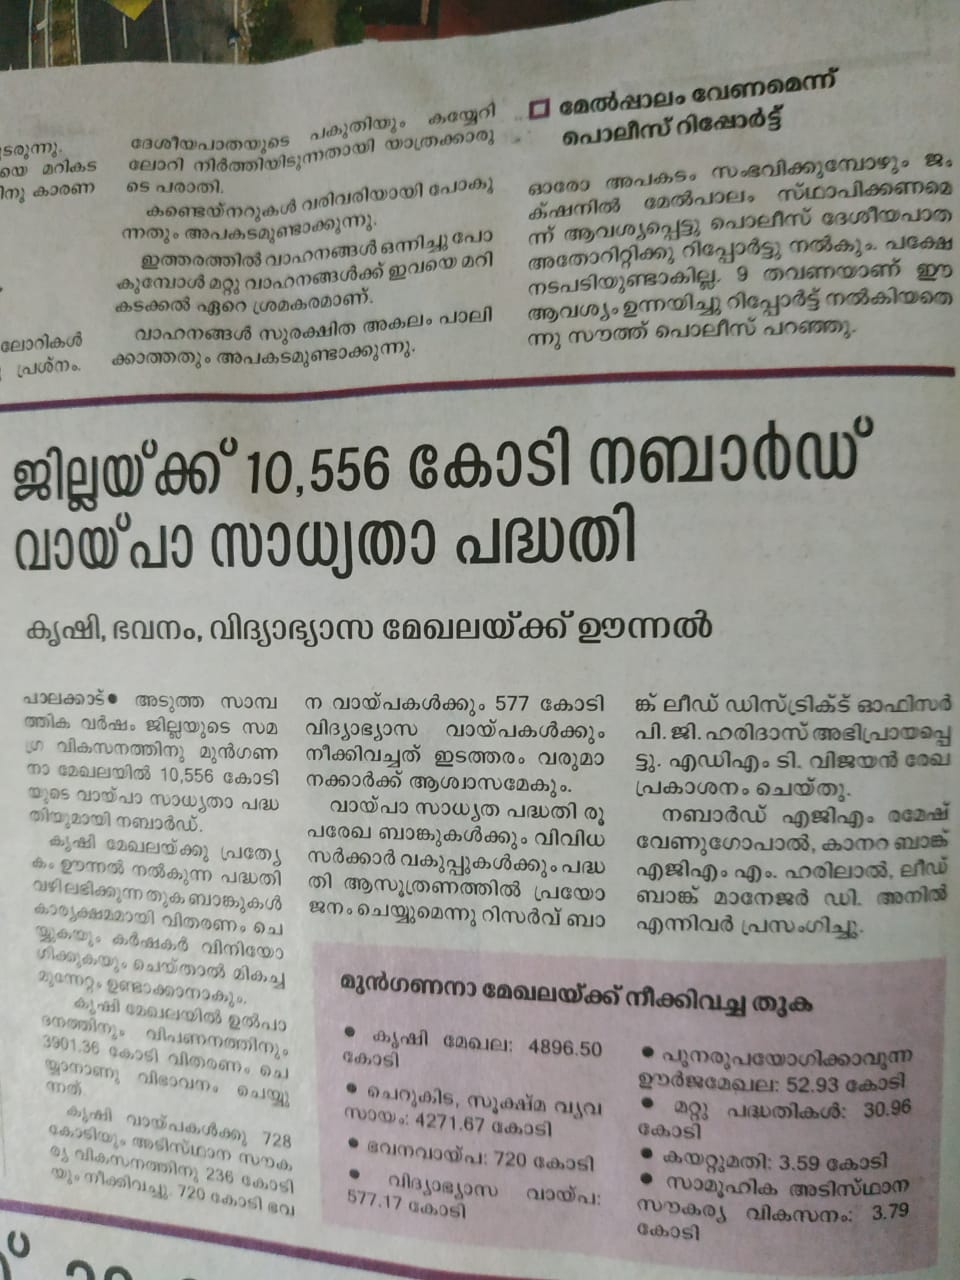 ടരുന്നു.
യെ മറികട
ിനു കാരണ
ലോറികൾ
പ്രശ്നം.
ദേശീയപാതയുടെ പകുതിയും കയ്യേറി
ലോറി നിർത്തിയിടുന്നതായി യാത്രക്കാരു
ടെ പരാതി.
കണ്ടെയ്നറുകൾ വരിവരിയായി പോകു
ന്നതും അപകടമുണ്ടാക്കുന്നു.
ഇത്തരത്തിൽ വാഹനങ്ങൾ ഒന്നിച്ചു പോ
കുമ്പോൾ മറ്റു വാഹനങ്ങൾക്ക് ഇവയെ മറി
കടക്കൽ ഏറെ ശ്രമകരമാണ്.
വാഹനങ്ങൾ സുരക്ഷിത അകലം പാലി
ക്കാത്തതും അപകടമുണ്ടാക്കുന്നു.
മേൽപ്പാലം വേണമെന്ന്
പൊലീസ് റിപ്പോർട്ട്
ഓരോ അപകടം സംഭവിക്കുമ്പോഴും ജം
ക്‌ഷനിൽ മേൽപാലം സ്ഥാപിക്കണമെ
ന്ന് ആവശ്യപ്പെട്ടു പൊലീസ് ദേശീയപാത
അതോറിറ്റിക്കു റിപ്പോർട്ടു നൽകും. പക്ഷേ
നടപടിയുണ്ടാകില്ല. 9 തവണയാണ് ഈ
ആവശ്യം ഉന്നയിച്ചു റിപ്പോർട്ട് നൽകിയതെ
ന്നു സൗത്ത് പൊലീസ് പറഞ്ഞു.
ജില്ലയ്ക്ക് 10,556 കോടി നബാർഡ്
വായ്പാ സാധ്യതാ പദ്ധതി
കൃഷി, ഭവനം, വിദ്യാഭ്യാസ മേഖലയ്ക്ക് ഊന്നൽ
പാലക്കാട്● അടുത്ത സാമ്പ
ത്തിക വർഷം ജില്ലയുടെ സമ
ഗ്ര വികസനത്തിനു മുൻഗണ
നാ മേഖലയിൽ 10,556 കോടി
യുടെ വായ്പാ സാധ്യതാ പദ്ധ
തിയുമായി നബാർഡ്.
കൃഷി മേഖലയ്ക്കു പ്രത്യേ
കം ഊന്നൽ നൽകുന്ന പദ്ധതി
വഴി ലഭിക്കുന്ന തുക ബാങ്കുകൾ
കാര്യക്ഷമമായി വിതരണം ചെ
യ്യുകയും കർഷകർ വിനിയോ
ഗിക്കുകയും ചെയ്താൽ മികച്ച
മുന്നേറ്റം ഉണ്ടാക്കാനാകും.
കൃഷി മേഖലയിൽ ഉൽപാ
ദനത്തിനും വിപണനത്തിനും
3901.36 കോടി വിതരണം ചെ
യ്യാനാണു വിഭാവനം ചെയ്യു
ന്നത്
കൃഷി വായ്പകൾക്കു 728
കോടിയും അടിസ്ഥാന സൗക
ര്യ വികസനത്തിനു 236 കോടി
യും നീക്കിവച്ചു. 720 കോടി ഭവ
ന വായ്പകൾക്കും 577 കോടി
വിദ്യാഭ്യാസ വായ്പകൾക്കും
നീക്കിവച്ചത് ഇടത്തരം വരുമാ
നക്കാർക്ക് ആശ്വാസമേകും.
വായ്പാ സാധ്യത പദ്ധതി രൂ
പരേഖ ബാങ്കുകൾക്കും വിവിധ
സർക്കാർ വകുപ്പുകൾക്കും പദ്ധ
തി ആസൂത്രണത്തിൽ പ്രയോ
ജനം ചെയ്യുമെന്നു റിസർവ് ബാ
ങ്ക് ലീഡ് ഡിസ്ട്രിക്ട് ഓഫിസർ
പി. ജി. ഹരിദാസ് അഭിപ്രായപ്പെ
ട്ടു. എഡിഎം ടി. വിജയൻ രേഖ
പ്രകാശനം ചെയ്തു.
നബാർഡ് എജിഎം രമേഷ്
വേണുഗോപാൽ, കാനറ ബാങ്ക്
എജിഎം എം. ഹരിലാൽ, ലീഡ്
ബാങ്ക് മാനേജർ ഡി. അനിൽ
എന്നിവർ പ്രസംഗിച്ചു.
മുൻഗണനാ മേഖലയ്ക്ക് നീക്കിവച്ച തുക
● കൃഷി മേഖല: 4896.50
കോടി
● ചെറുകിട, സൂക്ഷ്മ വ്യവ
സായം: 4271.67 കോടി
● ഭവനവായ്പ: 720 കോടി
● വിദ്യാഭ്യാസ വായ്പ:
577.17 കോടി
● പുനരുപയോഗിക്കാവുന്ന
ഊർജമേഖല: 52.93 കോടി
● മറ്റു പദ്ധതികൾ: 30.96
കോടി
● കയറ്റുമതി: 3.59 കോടി
● സാമൂഹിക അടിസ്ഥാന
സൗകര്യ വികസനം: 3.79
കോടി